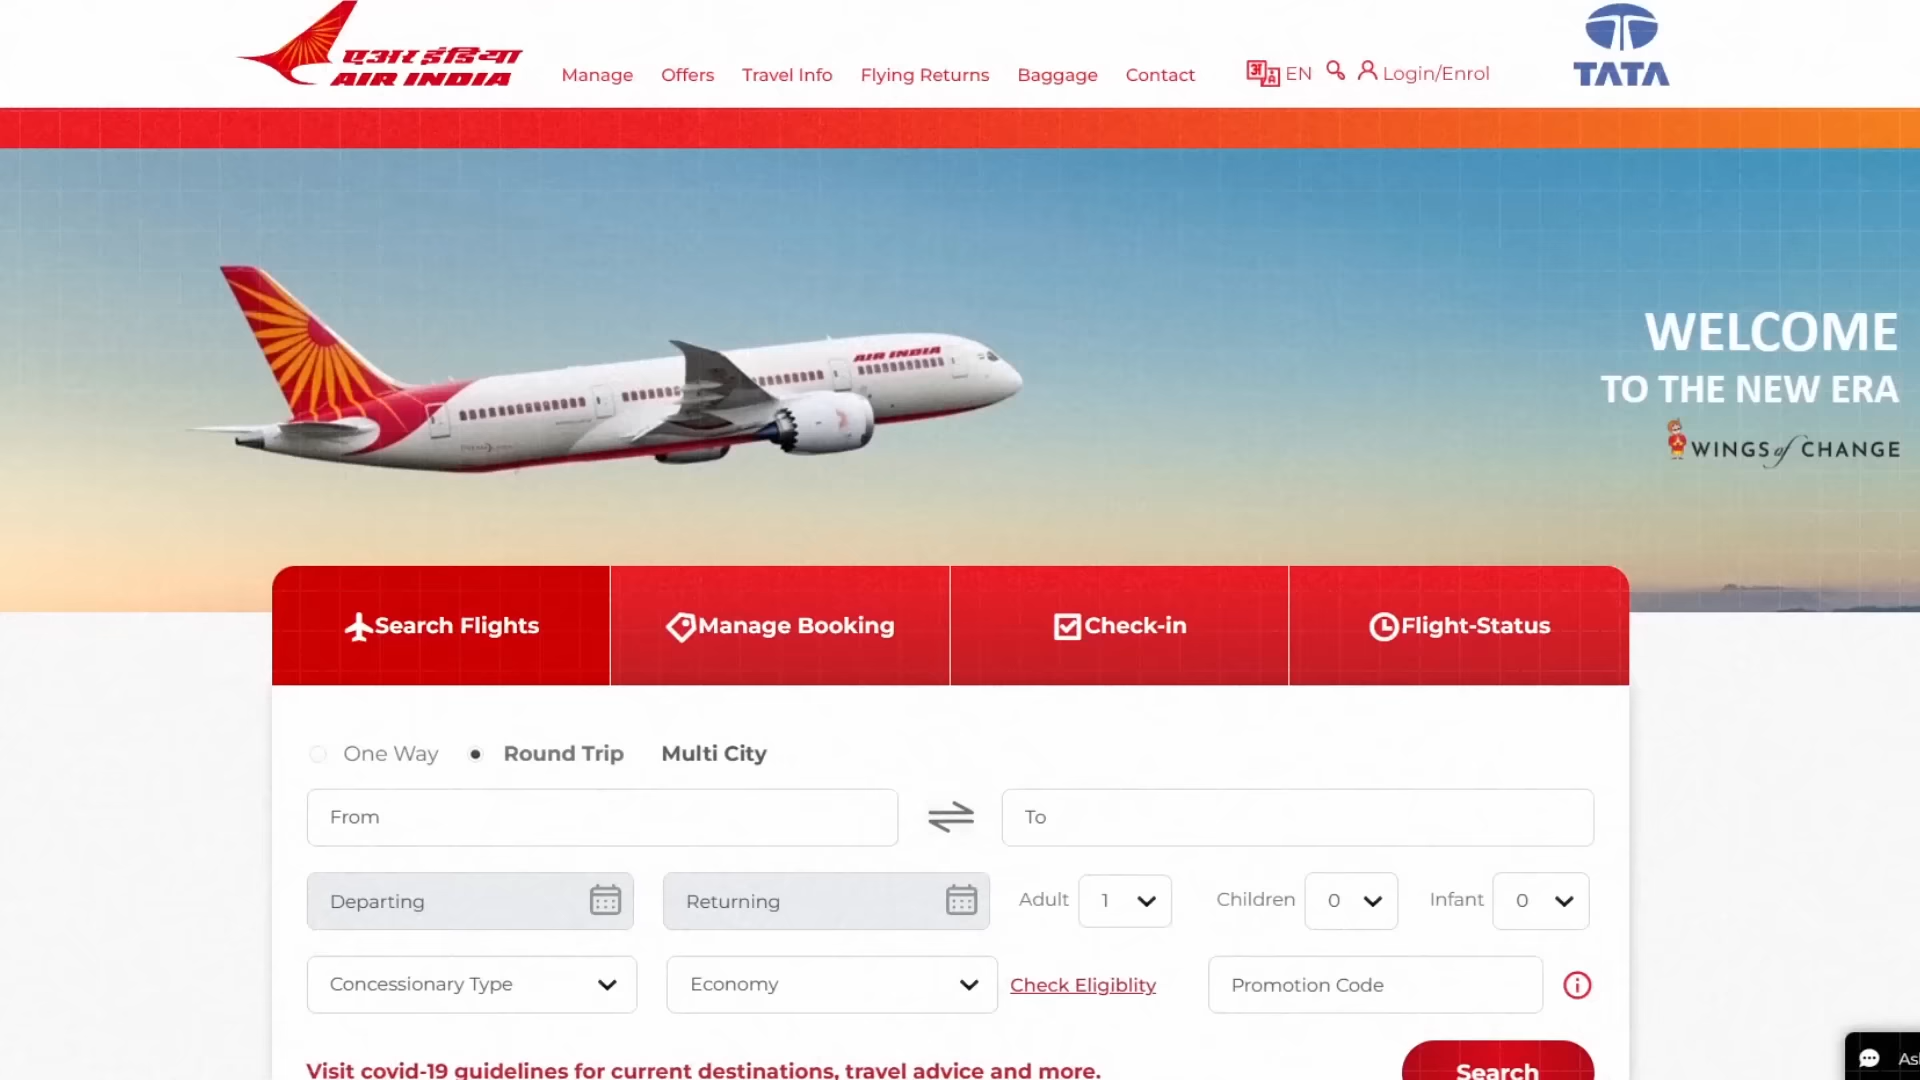 एअर इंडिया
AIR INDIA
Manage Offers Travel Info Flying Returns Baggage Contact
EN Login/Enrol
TATA
AIR INDIA
WELCOME
TO THE NEW ERA
WINGS of CHANGE
Search Flights Manage Booking Check-in Flight-Status
One Way Round Trip Multi City
From To
Departing Returning Adult 1 Children 0 Infant 0
Concessionary Type Economy Check Eligiblity Promotion Code
Visit covid-19 guidelines for current destinations, travel advice and more.
Search